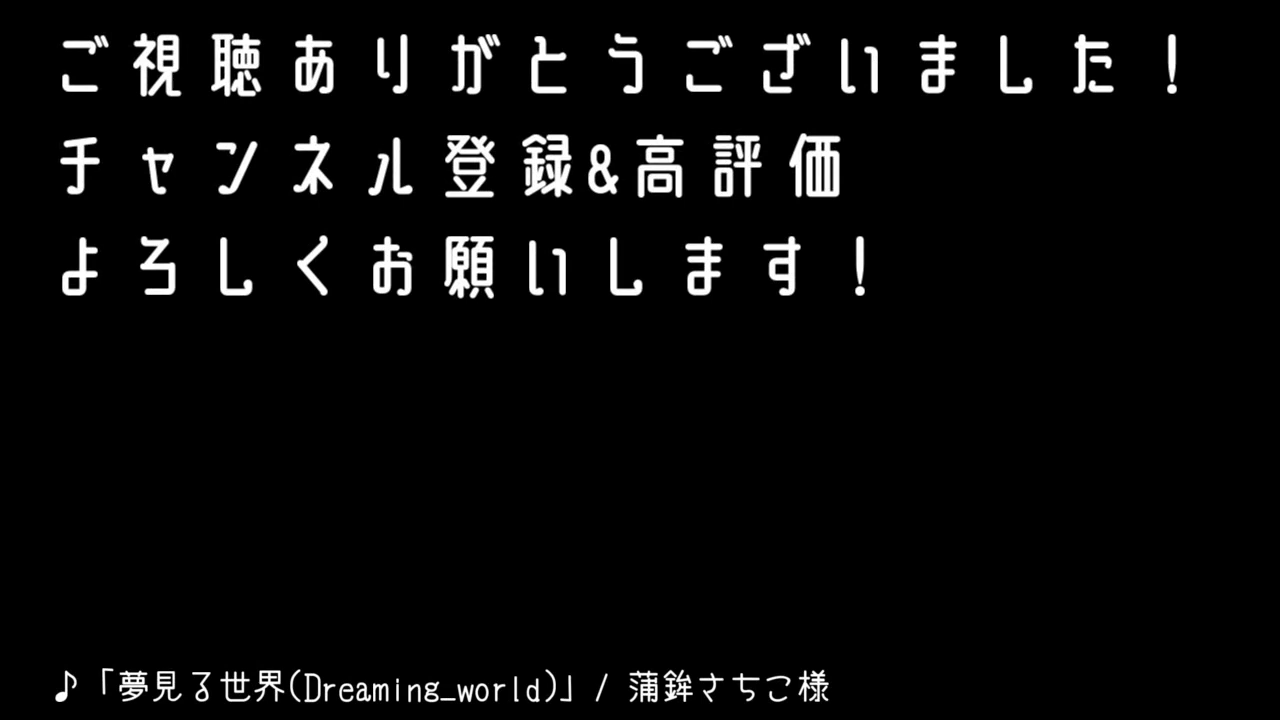 ご視聴ありがとうございました！
チャンネル登録&高評価
よろしくお願いします！
♪「夢見る世界(Dreaming_world)」/ 蒲鉾さちこ様